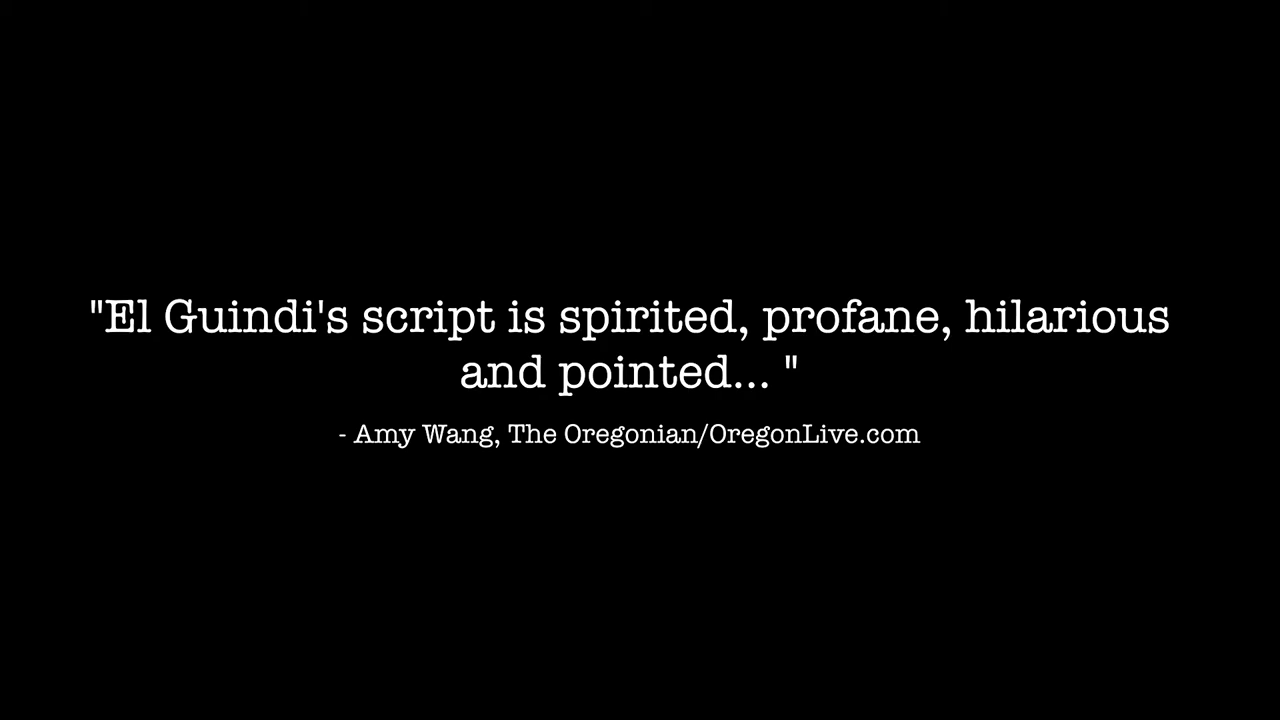 "El Guindi's script is spirited, profane, hilarious
and pointed... "
- Amy Wang, The Oregonian/OregonLive.com